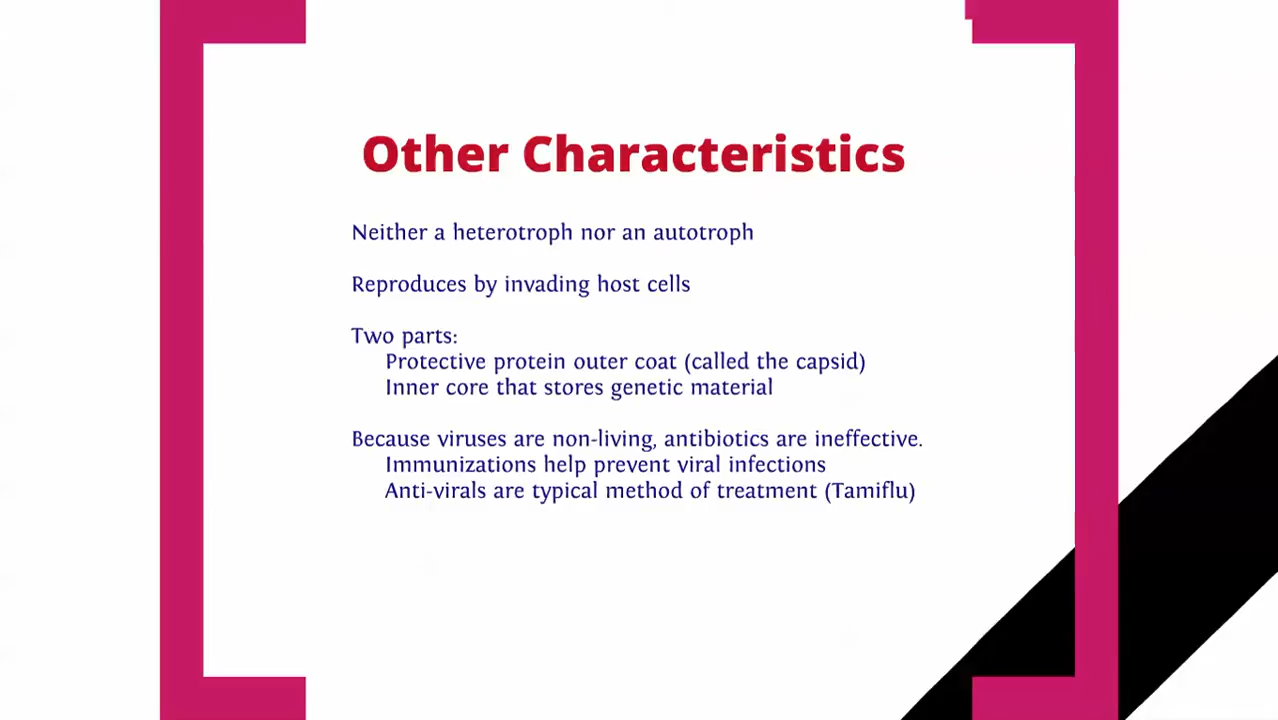 Other Characteristics
Neither a heterotroph nor an autotroph
Reproduces by invading host cells
Two parts:
Protective protein outer coat (called the capsid)
Inner core that stores genetic material
Because viruses are non-living, antibiotics are ineffective.
Immunizations help prevent viral infections
Anti-virals are typical method of treatment (Tamiflu)